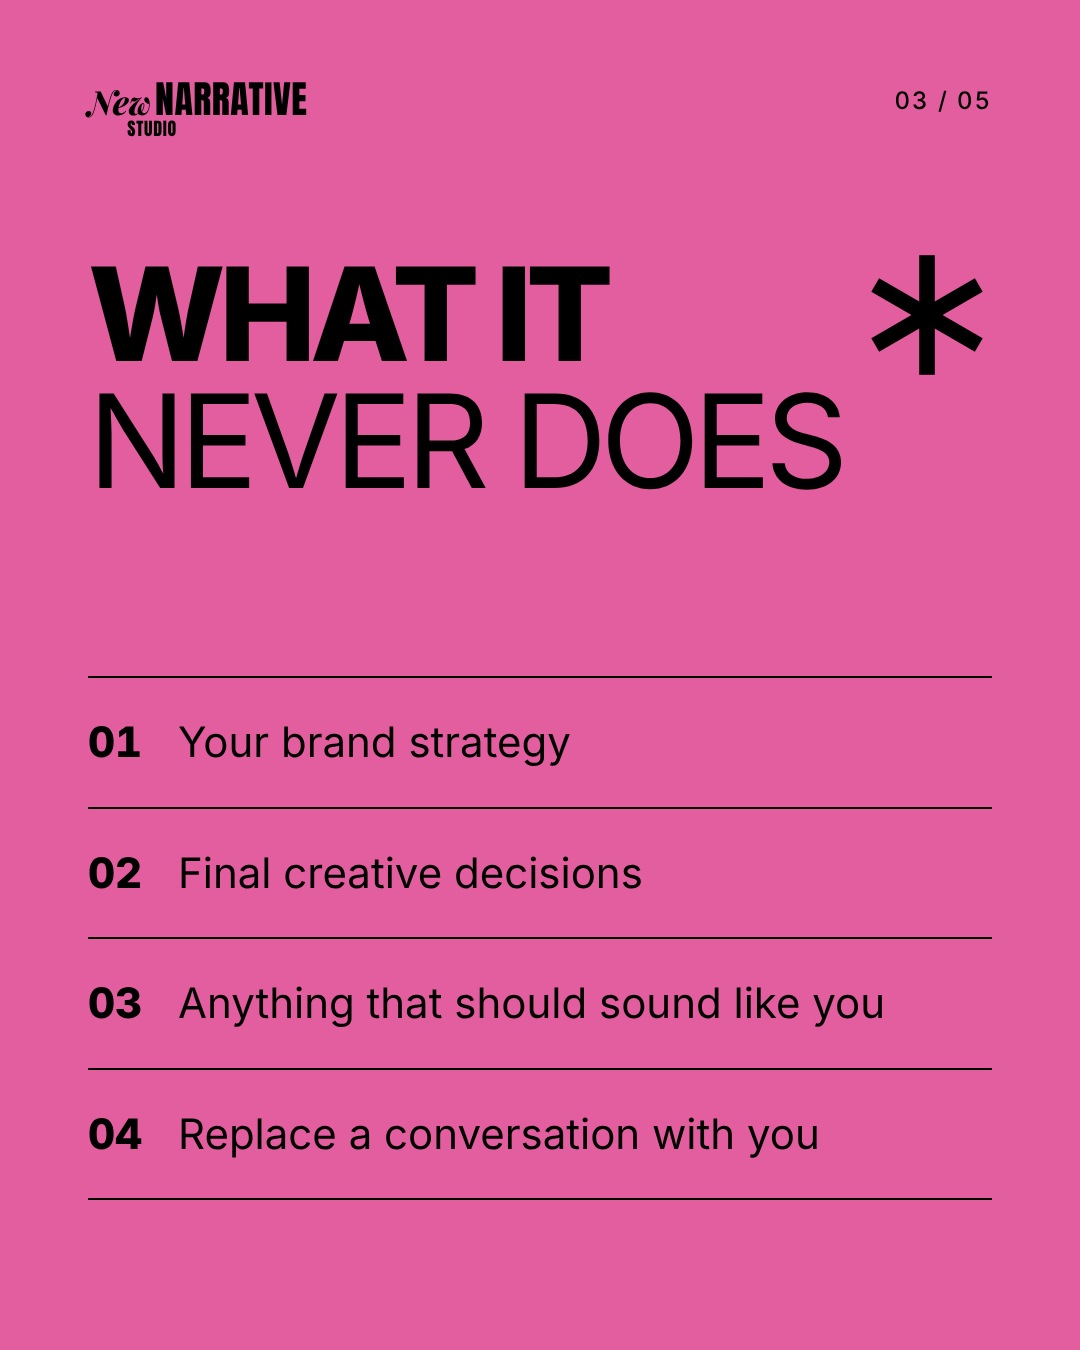 New NARRATIVE
STUDIO
03 / 05
WHAT IT
NEVER DOES
*
01 Your brand strategy
02 Final creative decisions
03 Anything that should sound like you
04 Replace a conversation with you